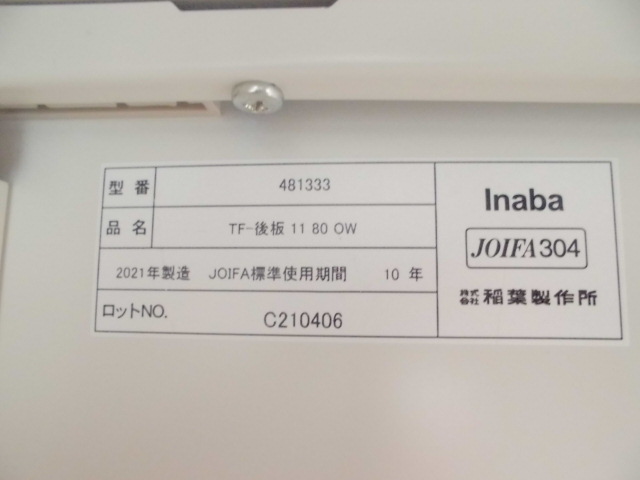 型番 481333
品名 TF-後板 11 80 OW
2021年製造 JOIFA標準使用期間 10 年
ロットNO. C210406
Inaba
JOIFA304
株式会社 稲葉製作所